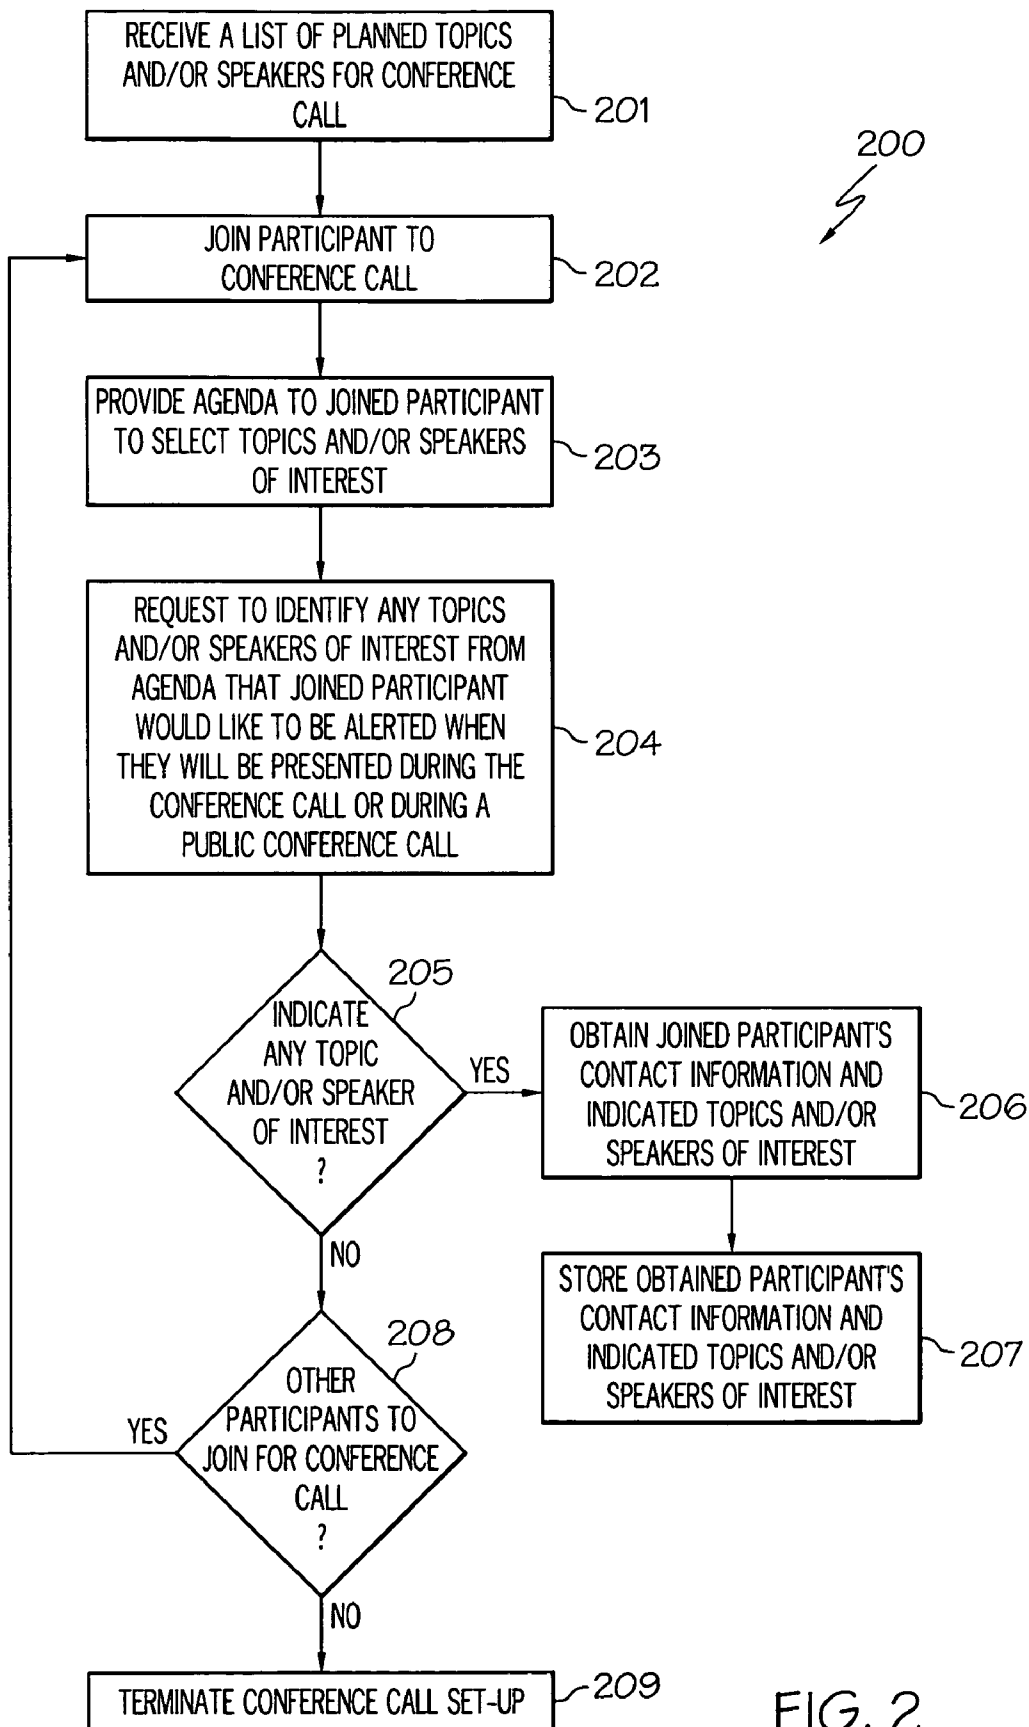 RECEIVE A LIST OF PLANNED TOPICS
AND/OR SPEAKERS FOR CONFERENCE
CALL
201
200
JOIN PARTICIPANT TO
CONFERENCE CALL
202
PROVIDE AGENDA TO JOINED PARTICIPANT
TO SELECT TOPICS AND/OR SPEAKERS
OF INTEREST
203
REQUEST TO IDENTIFY ANY TOPICS
AND/OR SPEAKERS OF INTEREST FROM
AGENDA THAT JOINED PARTICIPANT
WOULD LIKE TO BE ALERTED WHEN
THEY WILL BE PRESENTED DURING THE
CONFERENCE CALL OR DURING A
PUBLIC CONFERENCE CALL
204
205
INDICATE
ANY TOPIC
AND/OR SPEAKER
OF INTEREST
?
YES
OBTAIN JOINED PARTICIPANT'S
CONTACT INFORMATION AND
INDICATED TOPICS AND/OR
SPEAKERS OF INTEREST
206
NO
STORE OBTAINED PARTICIPANT'S
CONTACT INFORMATION AND
INDICATED TOPICS AND/OR
SPEAKERS OF INTEREST
207
208
OTHER
PARTICIPANTS TO
JOIN FOR CONFERENCE
CALL
?
YES
NO
TERMINATE CONFERENCE CALL SET-UP
209
FIG. 2